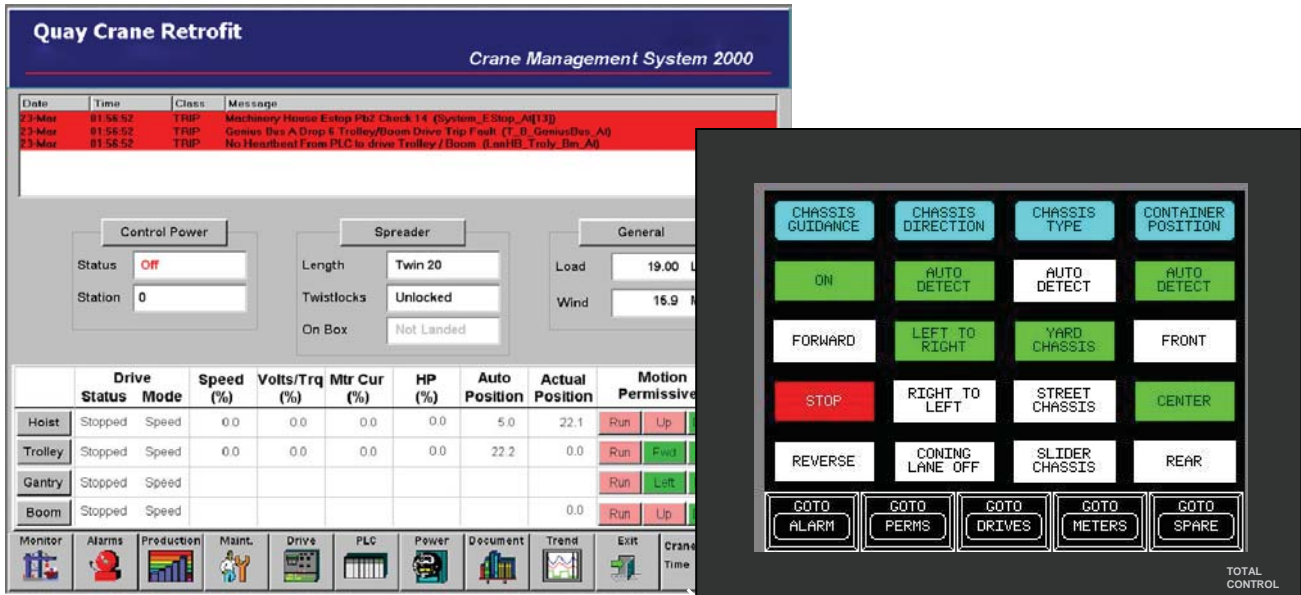 Quay Crane Retrofit
Crane Management System 2000
Date Time Class Message
23-Mar 01:56:52 TRIP Machinery House Estop Pb2 Check 14 (System_EStop_At[13])
23-Mar 01:56:52 TRIP Genius Bus A Drop 6 Trolley/Boom Drive Trip Fault (T_B_GeniusBus_At)
23-Mar 01:56:52 TRIP No Heartbeat From PLC to drive Trolley / Boom (LanHB_Troly_Bm_At)
Control Power Spreader General
Status Off Length Twin 20 Load 19.00
Station 0 Twistlocks Unlocked Wind 15.9
On Box Not Landed
Drive Speed Volts/Trq Mtr Cur HP Auto Actual Motion
Status Mode (%) (%) (%) (%) Position Position Permissive
Hoist Stopped Speed 0.0 0.0 0.0 0.0 5.0 22.1 Run Up
Trolley Stopped Speed 0.0 0.0 0.0 0.0 22.2 0.0 Run Fwd
Gantry Stopped Speed Run Left
Boom Stopped Speed 0.0 Run Up
Monitor Alarms Production Maint. Drive PLC Power Document Trend Exit Crane
Time
CHASSIS CHASSIS CHASSIS CONTAINER
GUIDANCE DIRECTION TYPE POSITION
ON AUTO DETECT AUTO DETECT AUTO DETECT
FORWARD LEFT TO RIGHT YARD CHASSIS FRONT
STOP RIGHT TO LEFT STREET CHASSIS CENTER
REVERSE CONING LANE OFF SLIDER CHASSIS REAR
GOTO GOTO GOTO GOTO GOTO
ALARM PERMS DRIVES METERS SPARE
TOTAL
CONTROL